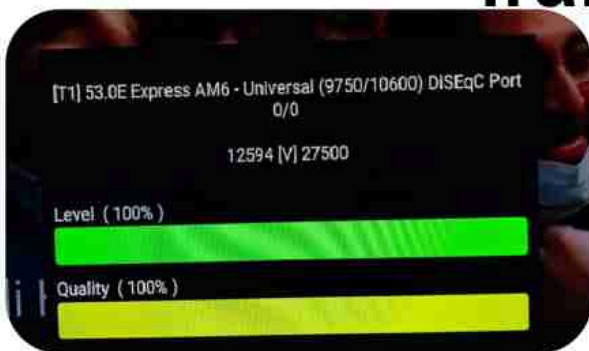 [T1] 53.0E Express AM6 - Universal (9750/10600) DiSEqC Port
0/0
12594 [V] 27500
Level ( 100% )
Quality ( 100% )